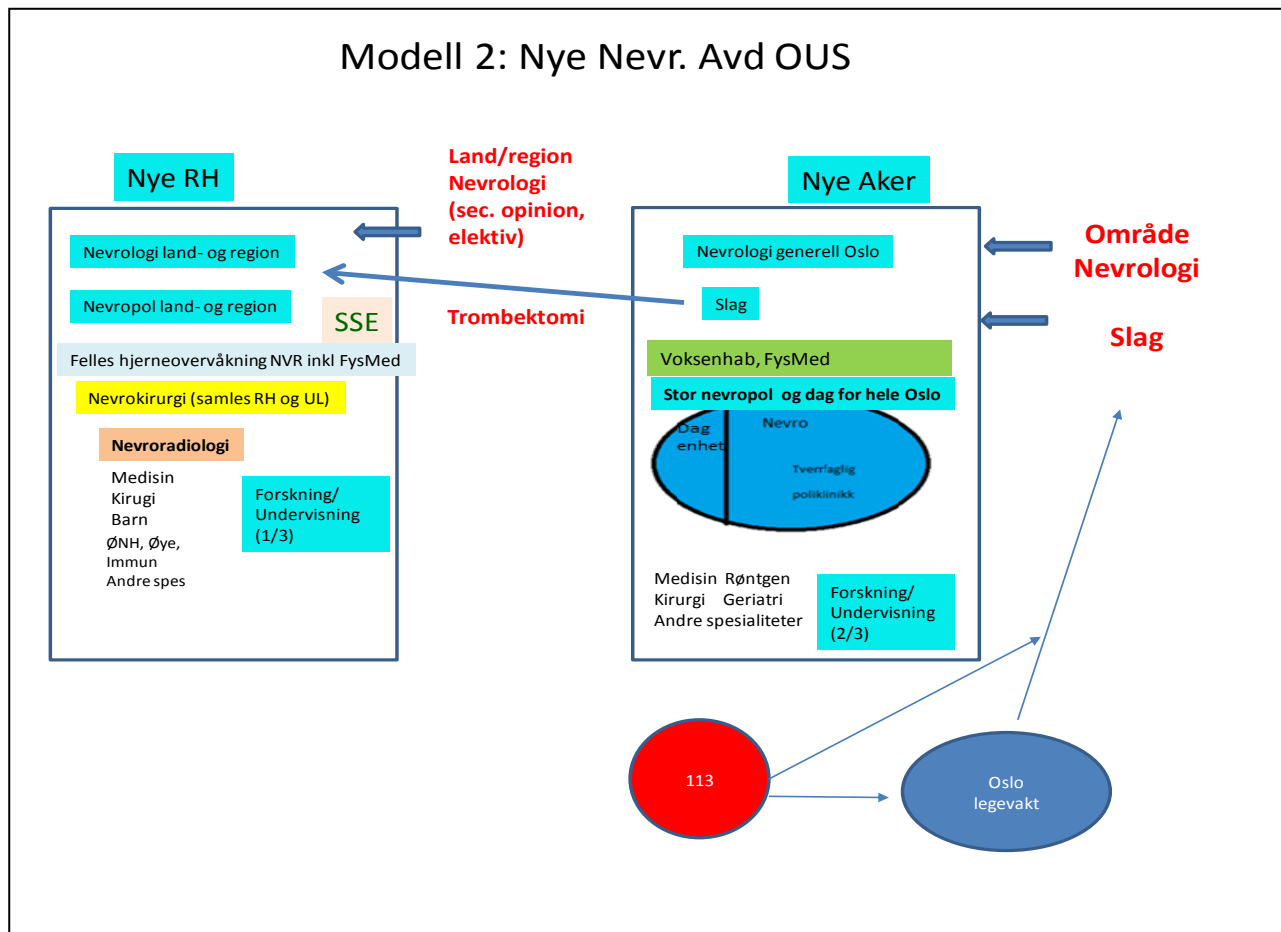 Modell 2: Nye Nevr. Avd OUS
Nye RH
Nevrologi land- og region
Nevropol land- og region
SSE
Felles hjerneovervåkning NVR inkl FysMed
Nevrokirurgi (samles RH og UL)
Nevroradiologi
Medisin
Kirugi
Barn
ØNH, Øye,
Immun
Andre spes
Forskning/
Undervisning
(1/3)
Land/region
Nevrologi
(sec. opinion,
elektiv)
Trombektomi
Nye Aker
Nevrologi generell Oslo
Slag
Voksenhab, FysMed
Stor nevropol og dag for hele Oslo
Dag
enhet
Nevro
Tverrfaglig
poliklinikk
Medisin Røntgen
Kirurgi Geriatri
Andre spesialiteter
Forskning/
Undervisning
(2/3)
Område
Nevrologi
Slag
113
Oslo
legevakt